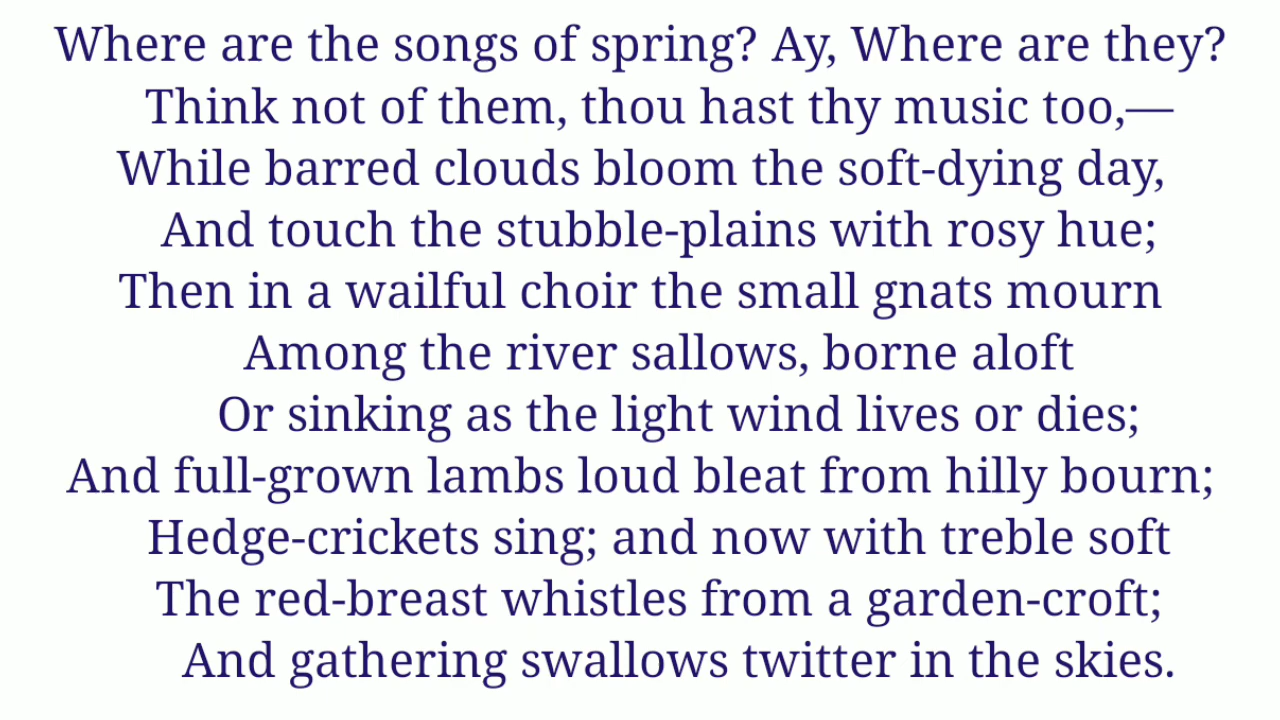 Where are the songs of spring? Ay, Where are they?
Think not of them, thou hast thy music too,—
While barred clouds bloom the soft-dying day,
And touch the stubble-plains with rosy hue;
Then in a wailful choir the small gnats mourn
Among the river sallows, borne aloft
Or sinking as the light wind lives or dies;
And full-grown lambs loud bleat from hilly bourn;
Hedge-crickets sing; and now with treble soft
The red-breast whistles from a garden-croft;
And gathering swallows twitter in the skies.